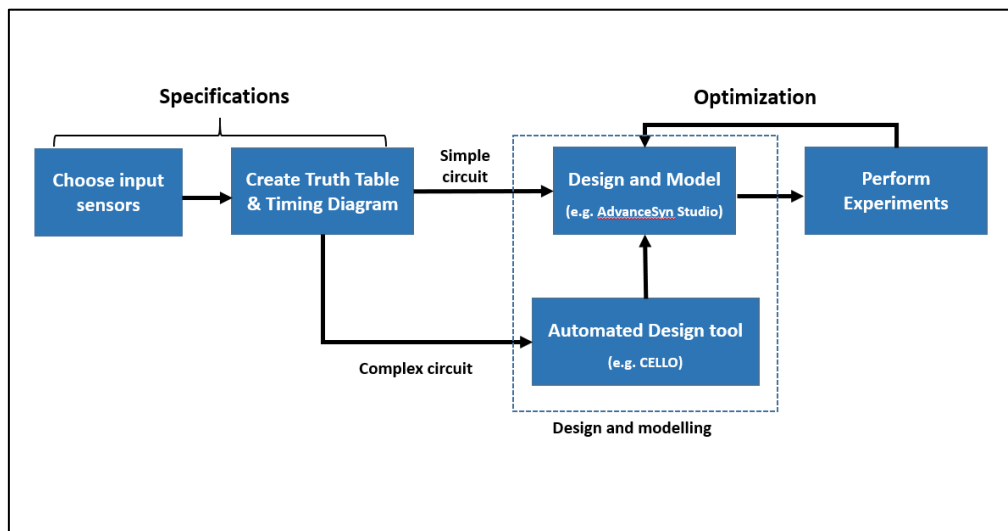 Specifications
Optimization
Choose input
sensors
Create Truth Table
& Timing Diagram
Simple
circuit
Design and Model
(e.g. AdvanceSyn Studio)
Perform
Experiments
Automated Design tool
(e.g. CELLO)
Complex circuit
Design and modelling